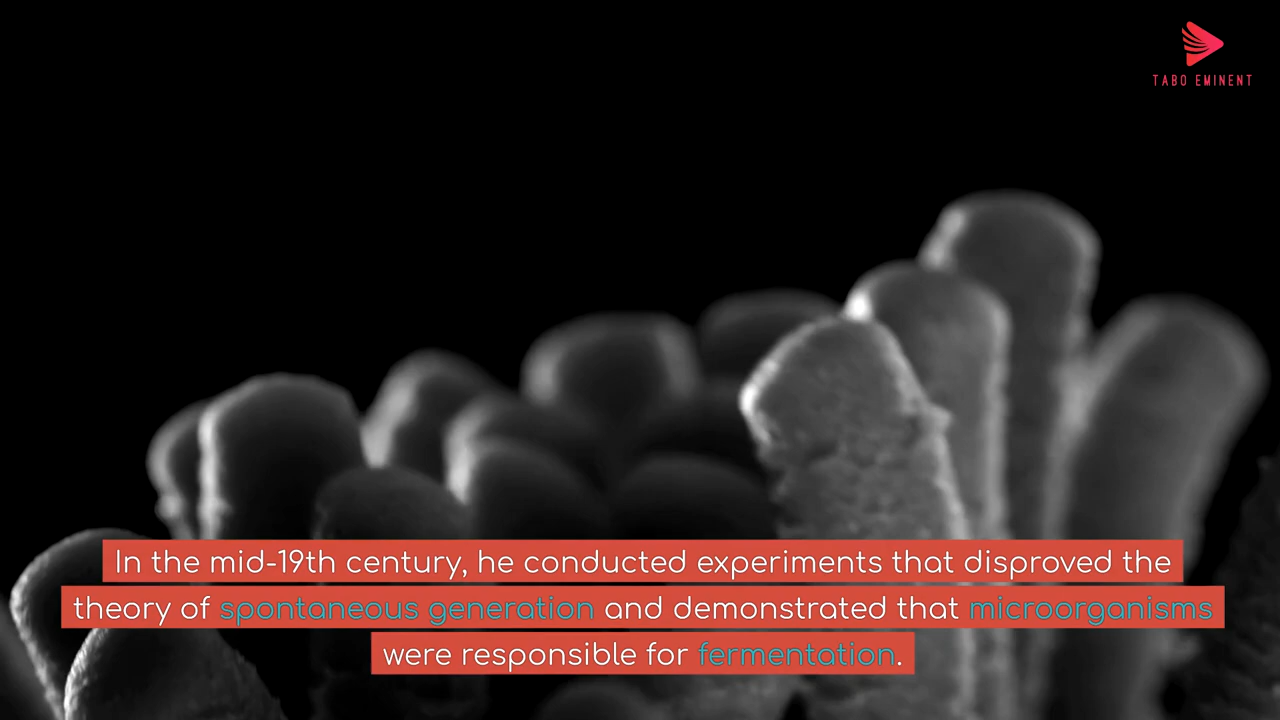 TABO EMINENT
In the mid-19th century, he conducted experiments that disproved the
theory of spontaneous generation and demonstrated that microorganisms
were responsible for fermentation.